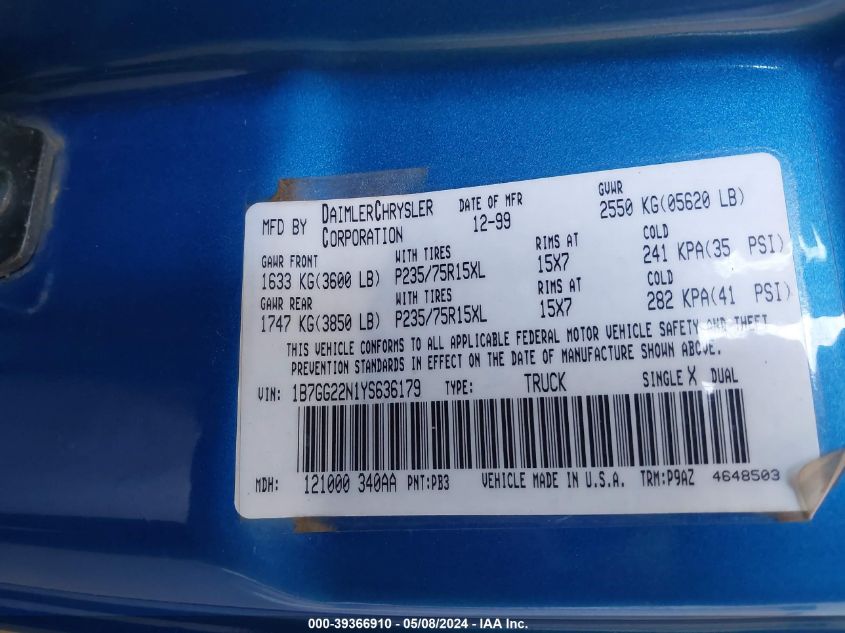 MFD BY DAIMLERCHRYSLER CORPORATION DATE OF MFR 12-99 GVWR 2550 KG(05620 LB)
GAWR FRONT WITH TIRES RIMS AT COLD
1633 KG(3600 LB) P235/75R15XL 15X7 241 KPA(35 PSI)
GAWR REAR WITH TIRES RIMS AT COLD
1747 KG(3850 LB) P235/75R15XL 15X7 282 KPA(41 PSI)
THIS VEHICLE CONFORMS TO ALL APPLICABLE FEDERAL MOTOR VEHICLE SAFETY AND THEFT
PREVENTION STANDARDS IN EFFECT ON THE DATE OF MANUFACTURE SHOWN ABOVE.
VIN: 1B7GG22N1YS636179 TYPE: TRUCK SINGLE X DUAL
MDH: 121000 340AA PNT:PB3 VEHICLE MADE IN U.S.A. TRM:P9AZ 4648503
000-39366910 - 05/08/2024 - IAA Inc.